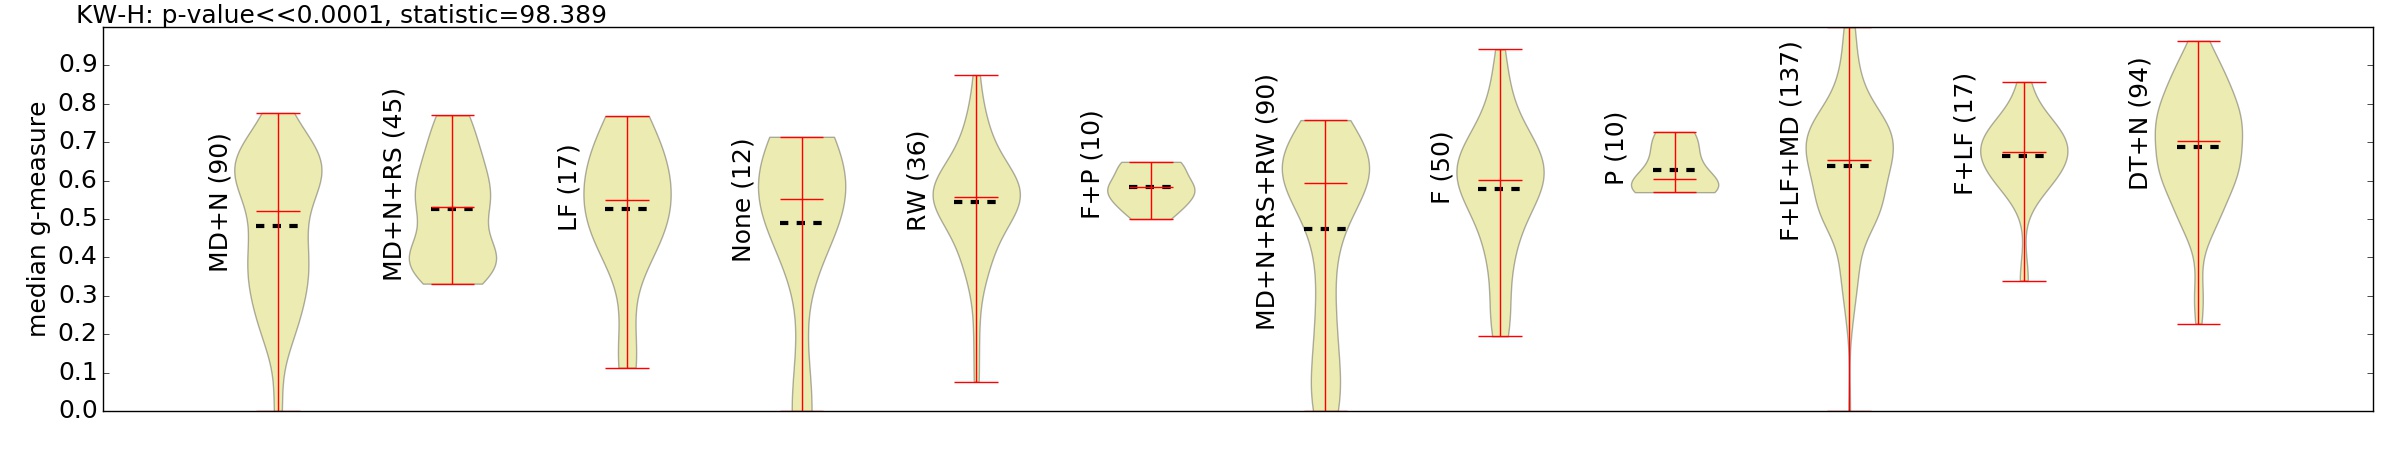 KW-H: p-value<<0.0001, statistic=98.389
median g-measure
0.9
0.8
0.7
0.6
0.5
0.4
0.3
0.2
0.1
0.0
MD+N (90)
MD+N+RS (45)
LF (17)
None (12)
RW (36)
F+P (10)
MD+N+RS+RW (90)
F (50)
P (10)
F+LF+MD (137)
F+LF (17)
DT+N (94)